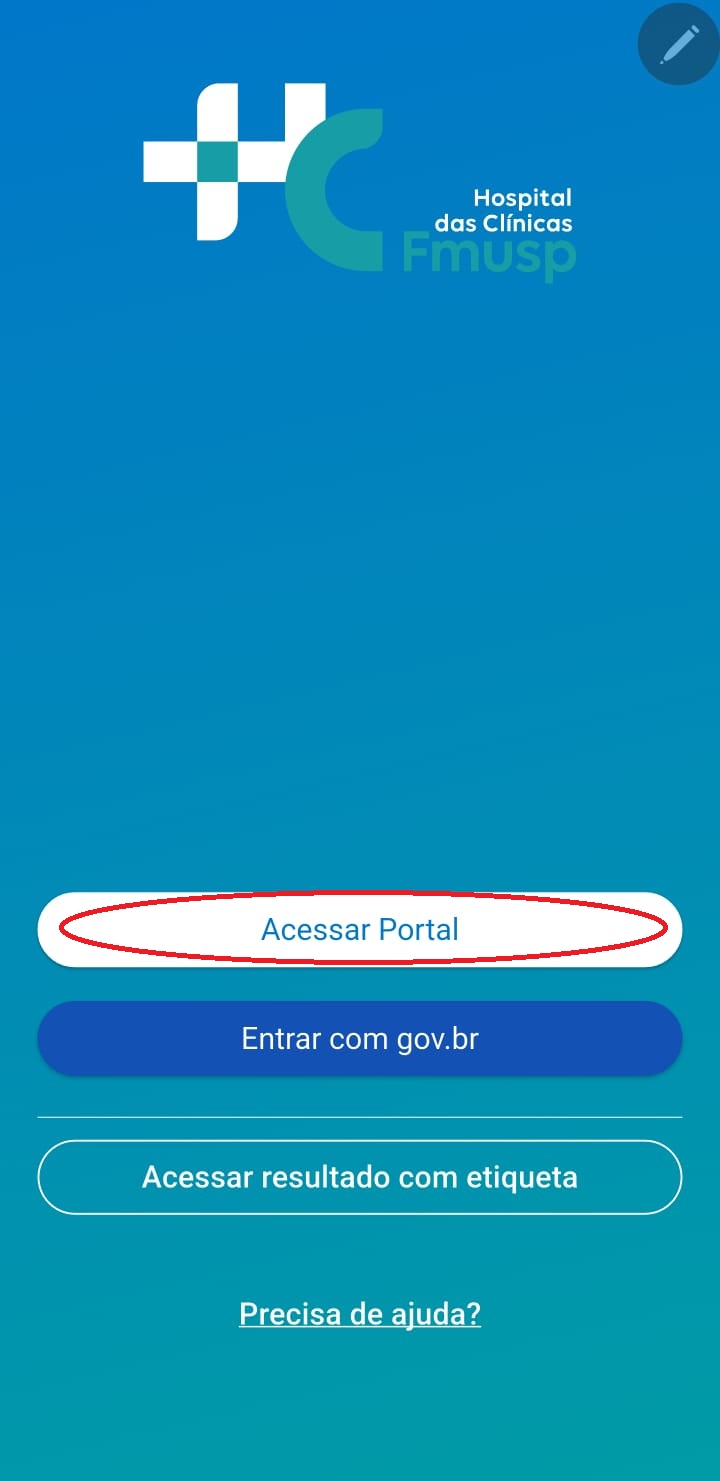 Hospital
das Clínicas
Fmusp
Acessar Portal
Entrar com gov.br
Acessar resultado com etiqueta
Precisa de ajuda?